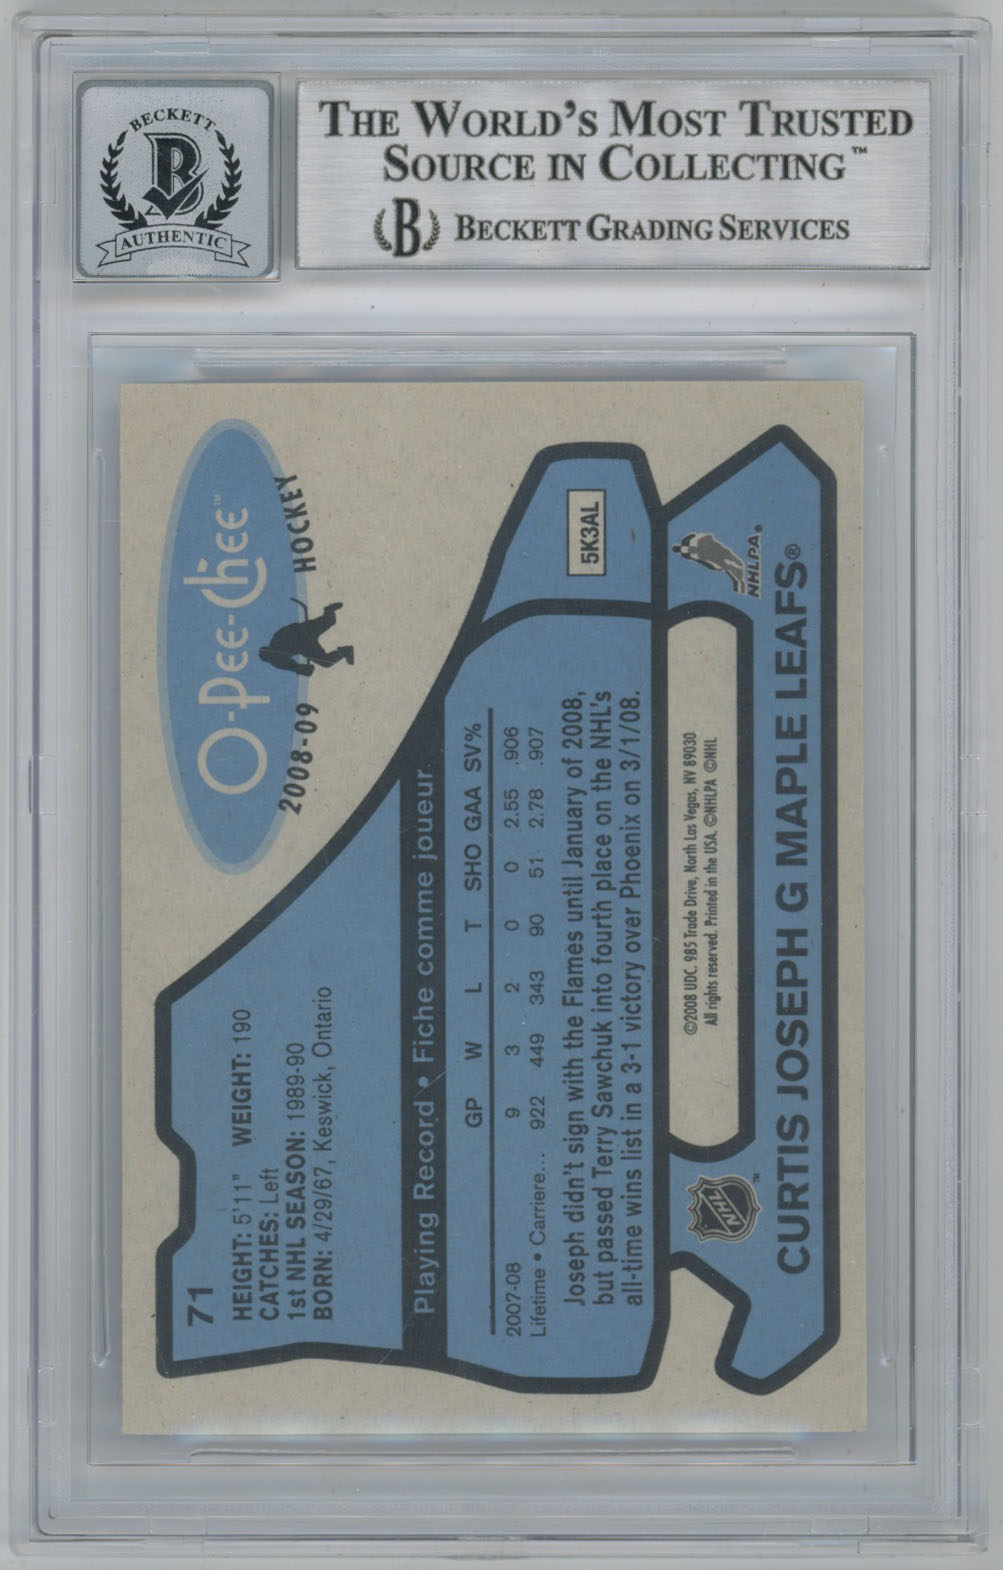 BECKETT
B
AUTHENTIC
THE WORLD'S MOST TRUSTED
SOURCE IN COLLECTING™
B BECKETT GRADING SERVICES
O-Pee-Chee™
2008-09 HOCKEY
71
HEIGHT: 5'11" WEIGHT: 190
CATCHES: Left
1st NHL SEASON: 1989-90
BORN: 4/29/67, Keswick, Ontario
Playing Record • Fiche comme joueur
GP W L T SHO GAA SV%
2007-08 9 3 2 0 0 2.55 .906
Lifetime • Carriere... 922 449 343 90 51 2.78 .907
Joseph didn't sign with the Flames until January of 2008,
but passed Terry Sawchuk into fourth place on the NHL's
all-time wins list in a 3-1 victory over Phoenix on 3/1/08.
5K3AL
©2008 UDC. 985 Trade Drive, North Las Vegas, NV 89030.
All rights reserved. Printed in the USA. ©NHLPA ©NHL
NHL™
NHLPA.
CURTIS JOSEPH G MAPLE LEAFS®